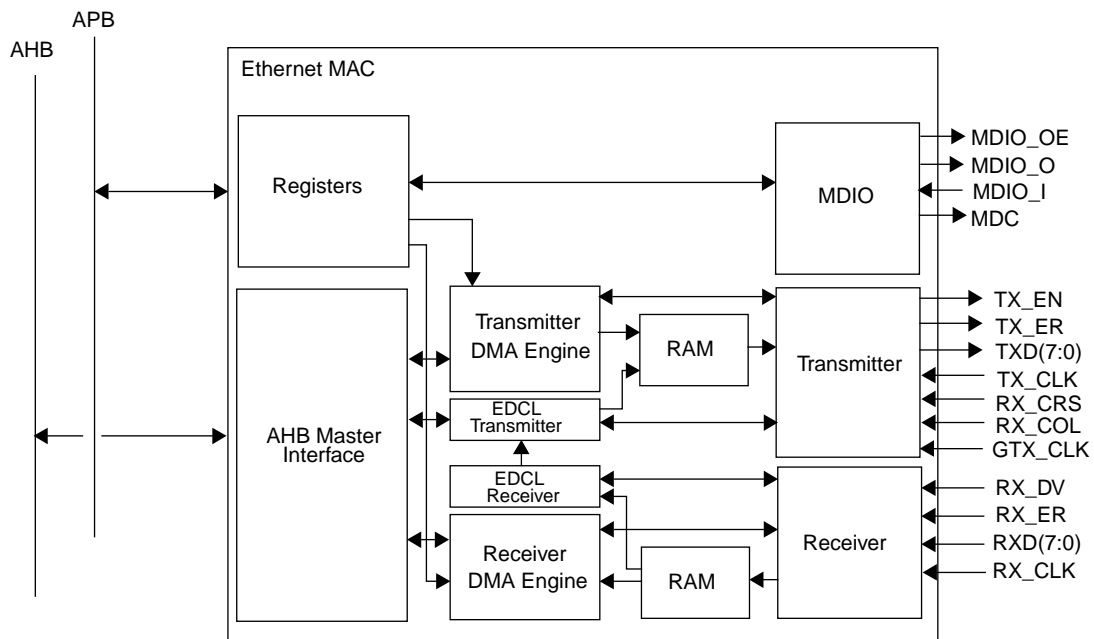 APB
AHB
Ethernet MAC
Registers
MDIO
MDIO_OE
MDIO_O
MDIO_I
MDC
Transmitter
DMA Engine
RAM
Transmitter
TX_EN
TX_ER
TXD(7:0)
TX_CLK
RX_CRS
RX_COL
GTX_CLK
EDCL
Transmitter
AHB Master
Interface
EDCL
Receiver
Receiver
DMA Engine
RAM
Receiver
RX_DV
RX_ER
RXD(7:0)
RX_CLK